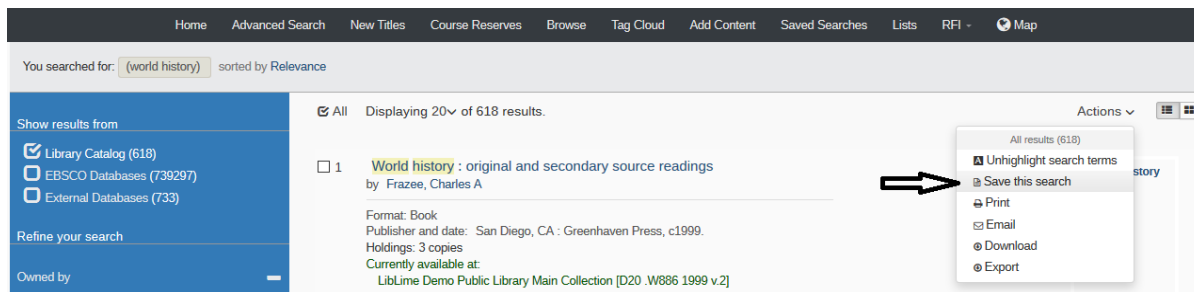 Home Advanced Search New Titles Course Reserves Browse Tag Cloud Add Content Saved Searches Lists RFI Map
You searched for: (world history) sorted by Relevance
Show results from
Library Catalog (618)
EBSCO Databases (739297)
External Databases (733)
Refine your search
Owned by
All Displaying 20 of 618 results.
1 World history : original and secondary source readings
by Frazee, Charles A
Format: Book
Publisher and date: San Diego, CA : Greenhaven Press, c1999.
Holdings: 3 copies
Currently available at:
LibLime Demo Public Library Main Collection [D20 .W886 1999 v.2]
Actions
All results (618)
A Unhighlight search terms
Save this search
Print
Email
Download
Export
story